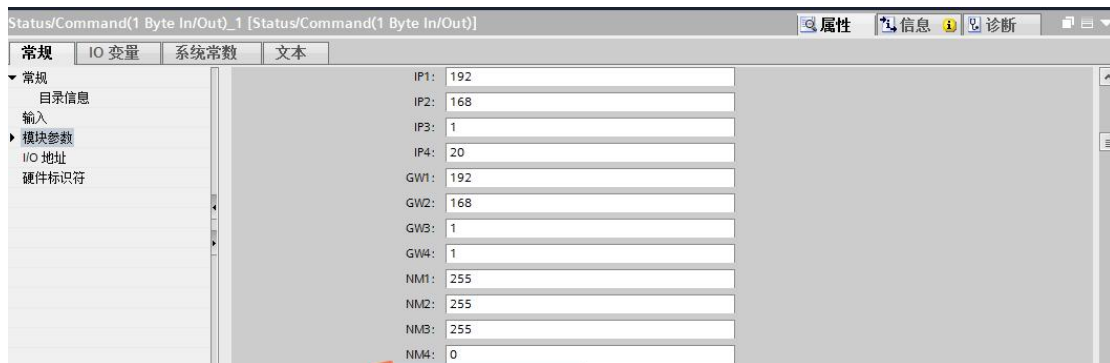 Status/Command(1 Byte In/Out)_1 [Status/Command(1 Byte In/Out)]
属性
信息
诊断
常规
IO 变量
系统常数
文本
常规
目录信息
输入
模块参数
I/O 地址
硬件标识符
IP1: 192
IP2: 168
IP3: 1
IP4: 20
GW1: 192
GW2: 168
GW3: 1
GW4: 1
NM1: 255
NM2: 255
NM3: 255
NM4: 0